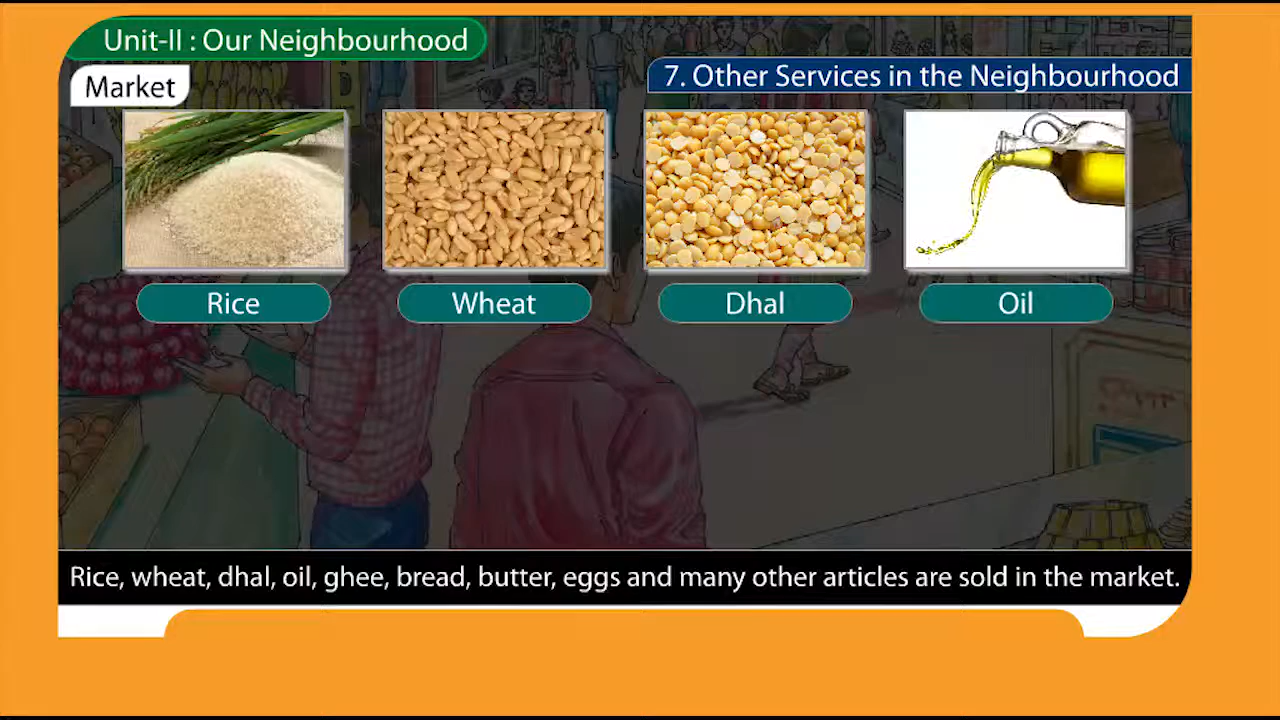 Unit-II : Our Neighbourhood
Market
7. Other Services in the Neighbourhood
Rice
Wheat
Dhal
Oil
Rice, wheat, dhal, oil, ghee, bread, butter, eggs and many other articles are sold in the market.